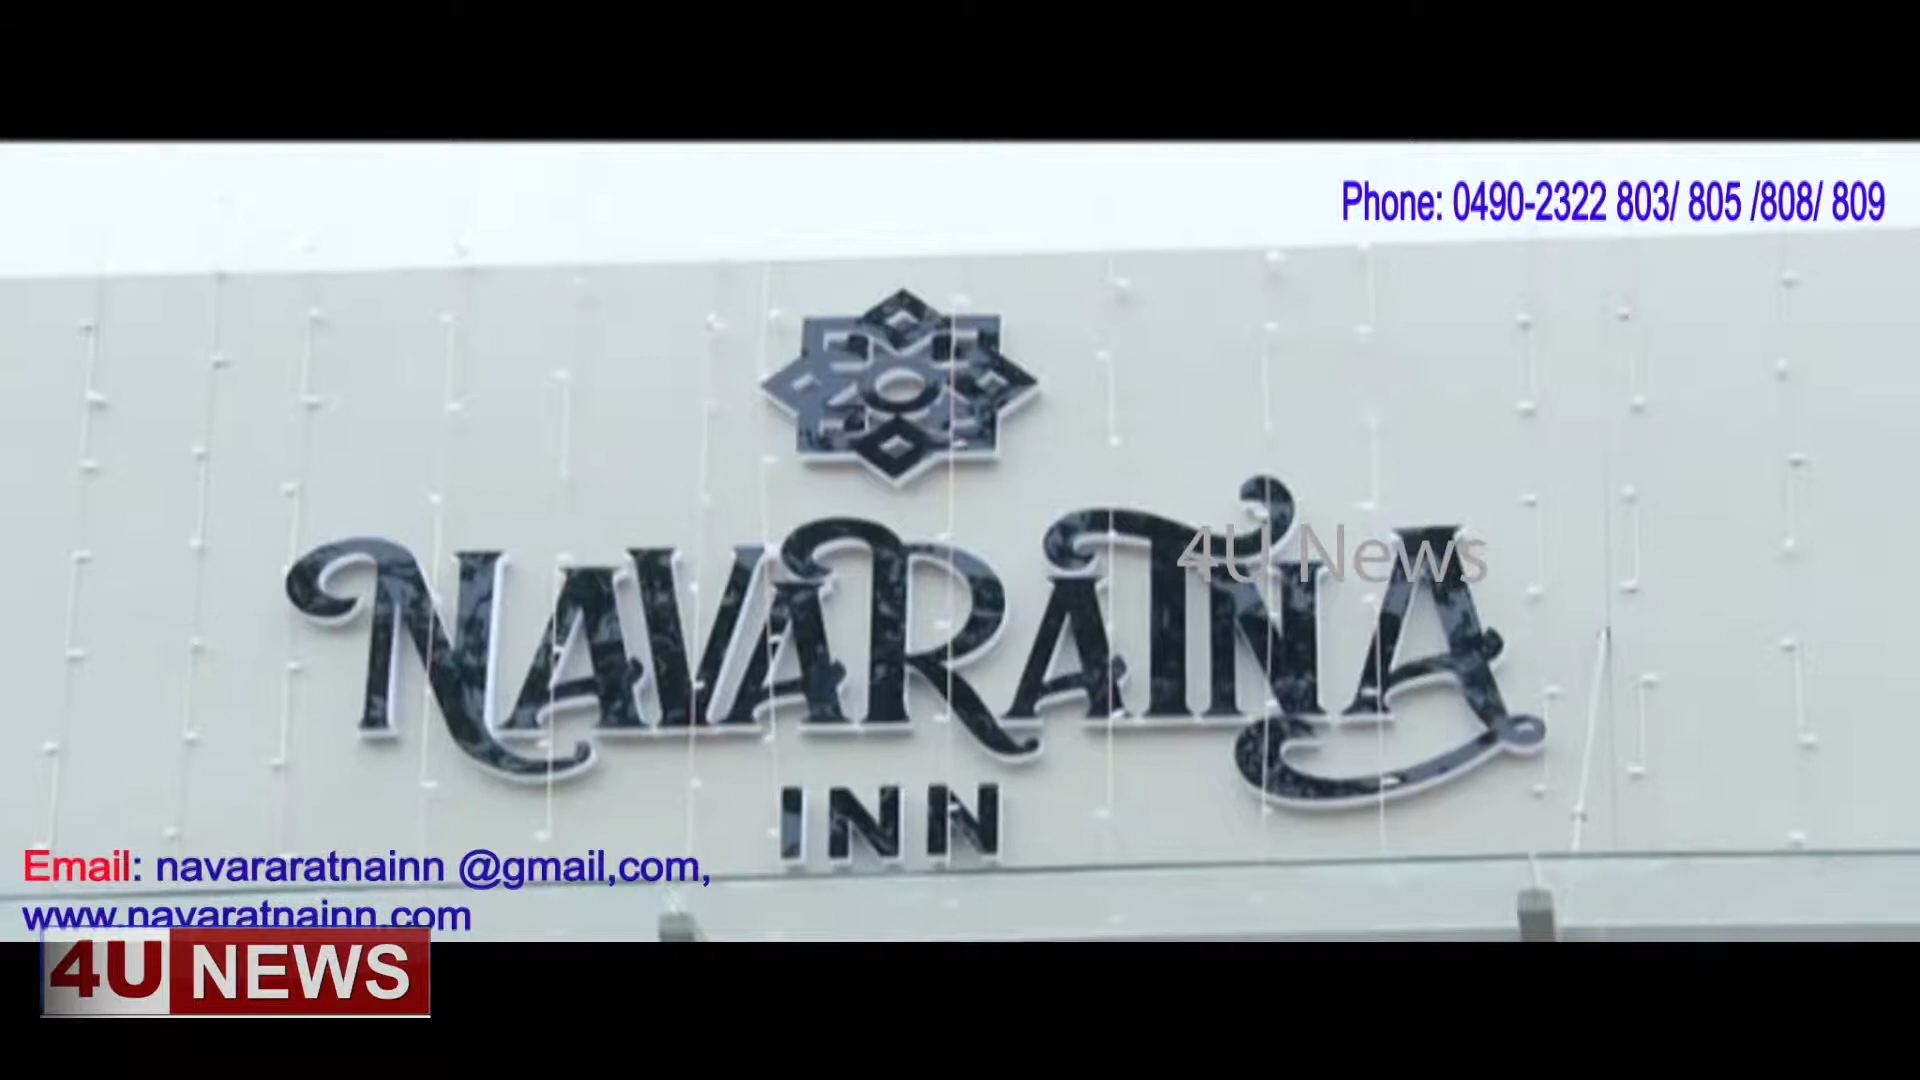 Phone: 0490-2322 803/ 805 /808/ 809
NAVARATNA
4U News
INN
Email: navararatnainn @gmail,com,
www.navaratnainn.com
4U NEWS